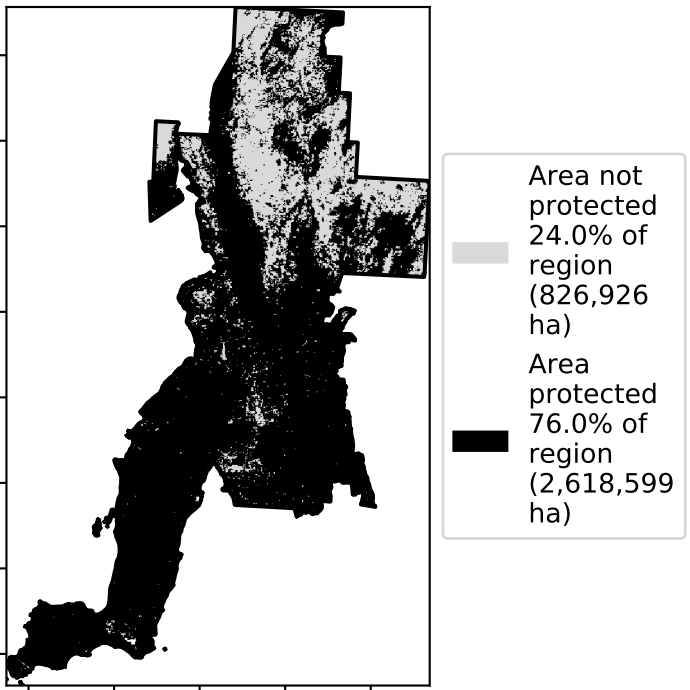 Area not
protected
24.0% of
region
(826,926
ha)
Area
protected
76.0% of
region
(2,618,599
ha)